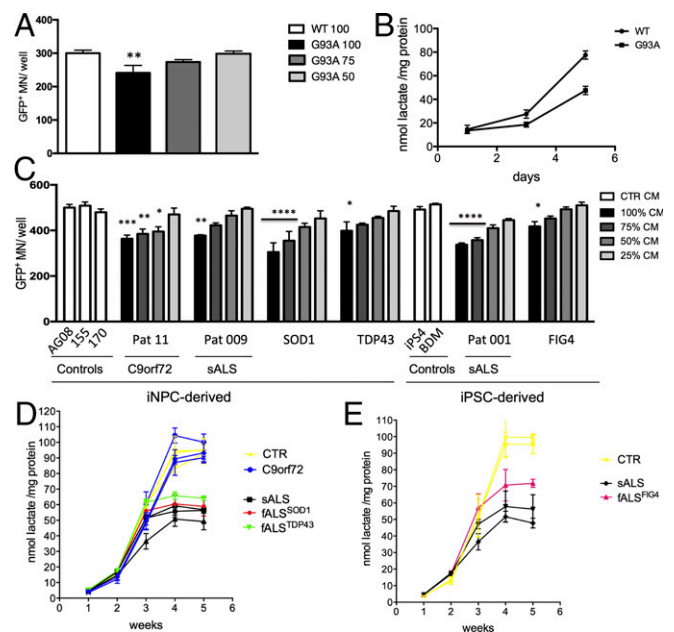 A
400
300
200
100
0
GFP+ MN/ well
**
WT 100
G93A 100
G93A 75
G93A 50
B
100
80
60
40
20
0
nmol lactate /mg protein
WT
G93A
0 2 4 6
days
C
600
400
200
0
GFP+ MN/ well
*** ** *
**
****
*
****
*
CTR CM
100% CM
75% CM
50% CM
25% CM
AG08 155 170 Pat 11 Pat 009 SOD1 TDP43 iPS4 BDM Pat 001 FIG4
Controls C9orf72 sALS Controls sALS
iNPC-derived iPSC-derived
D
120
110
100
90
80
70
60
50
40
30
20
10
0
nmol lactate /mg protein
CTR
C9orf72
sALS
fALSSOD1
fALSTDP43
0 1 2 3 4 5 6
weeks
E
110
100
90
80
70
60
50
40
30
20
10
0
nmol lactate /mg protein
CTR
sALS
fALSFIG4
0 1 2 3 4 5 6
weeks